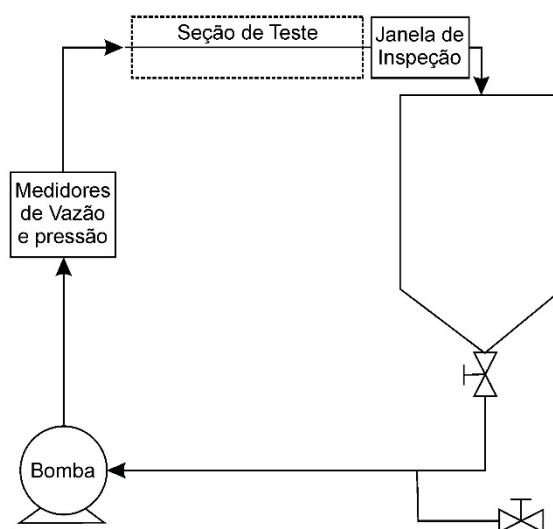 Seção de Teste
Janela de
Inspeção
Medidores
de Vazão
e pressão
Bomba